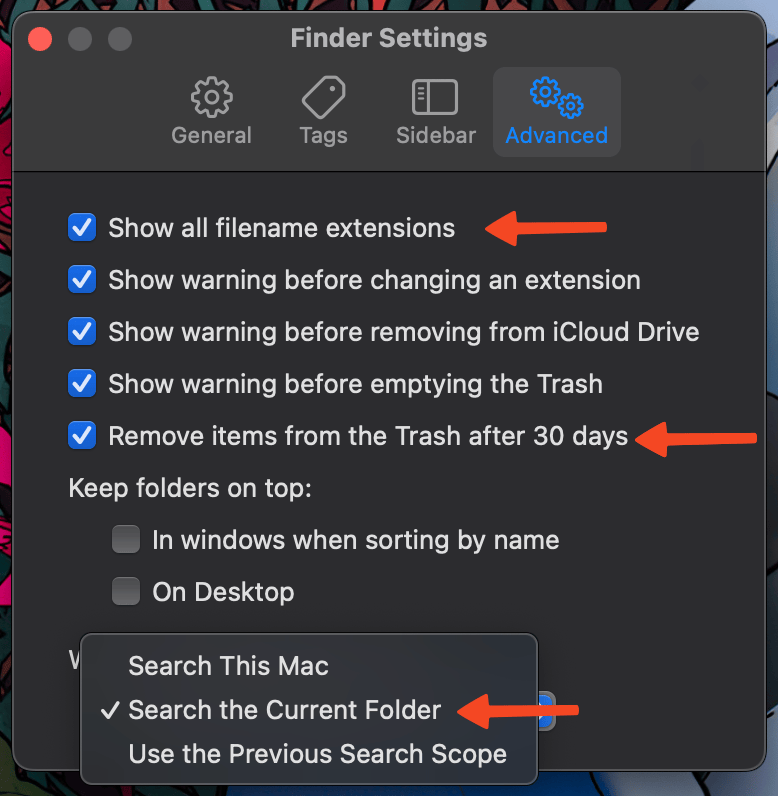 Finder Settings
General Tags Sidebar Advanced
Show all filename extensions
Show warning before changing an extension
Show warning before removing from iCloud Drive
Show warning before emptying the Trash
Remove items from the Trash after 30 days
Keep folders on top:
In windows when sorting by name
On Desktop
Search This Mac
Search the Current Folder
Use the Previous Search Scope